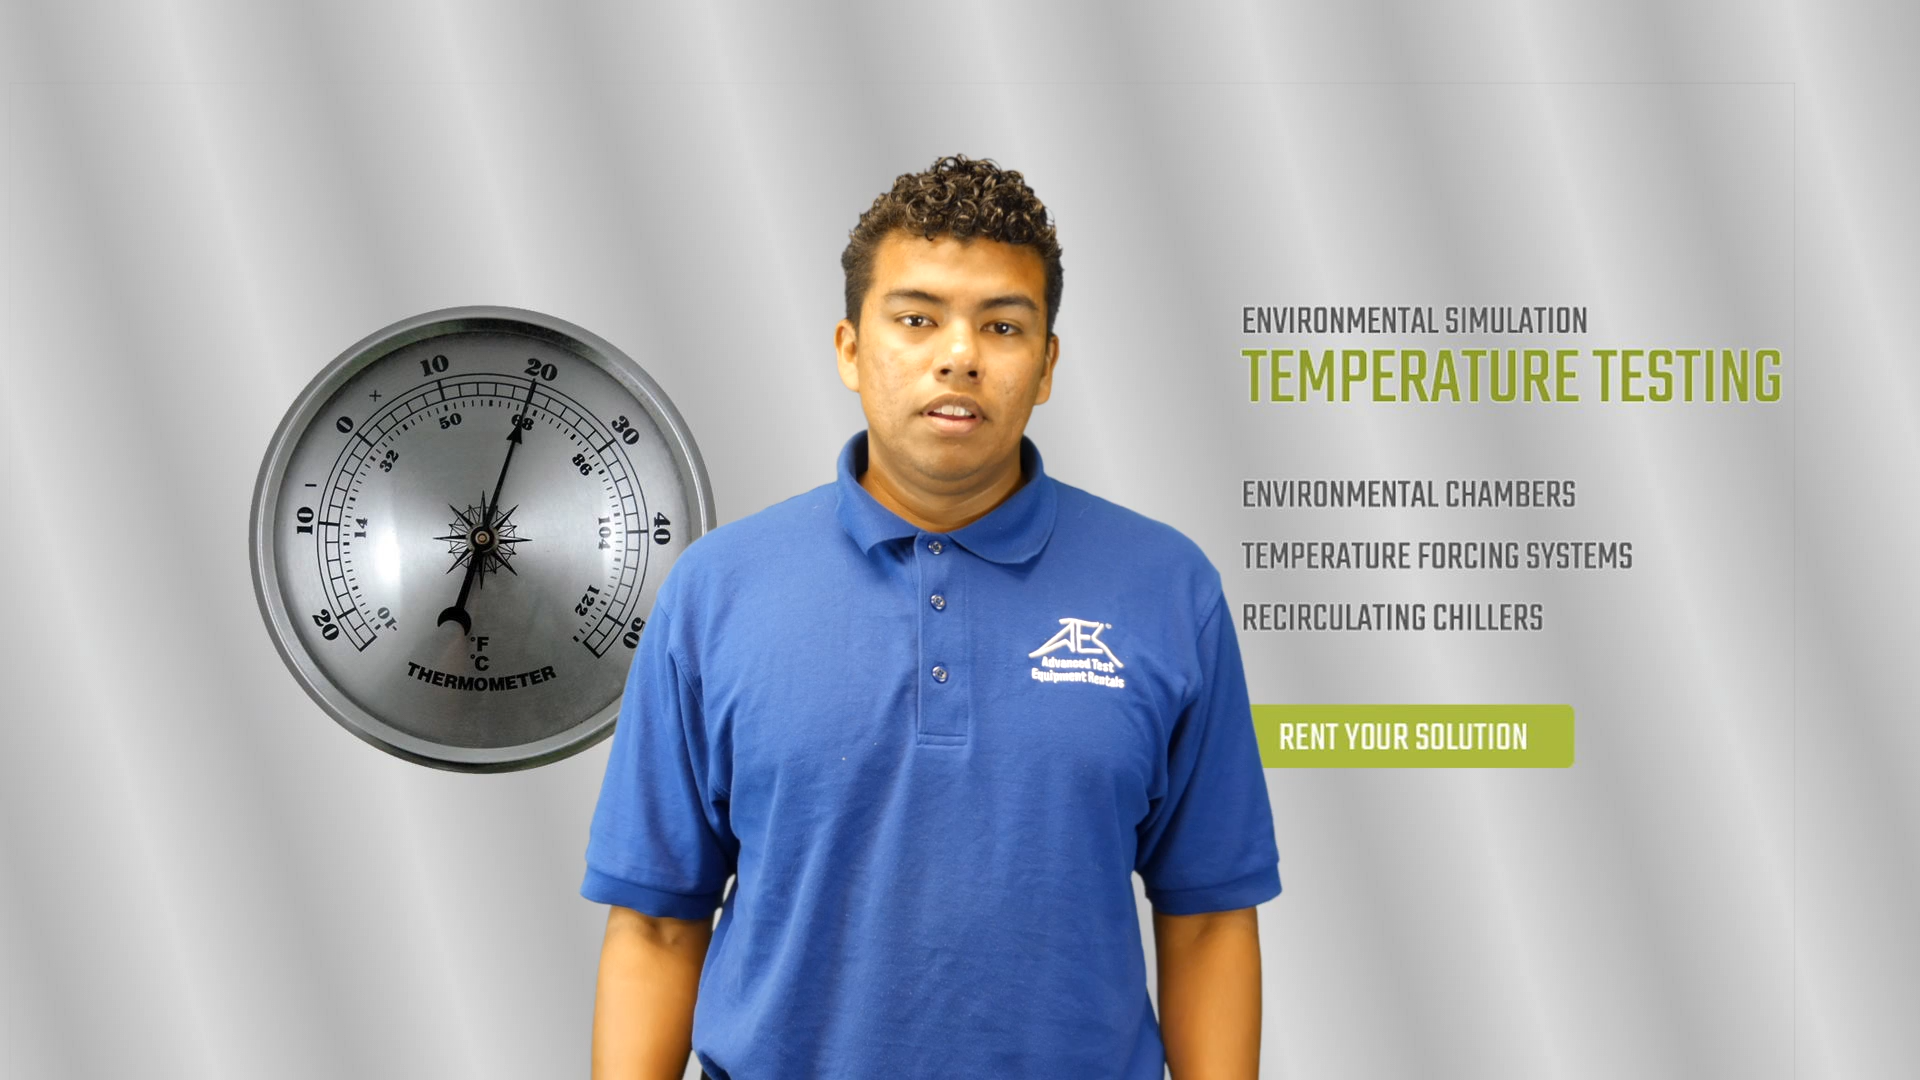 ENVIRONMENTAL SIMULATION
TEMPERATURE TESTING
ENVIRONMENTAL CHAMBERS
TEMPERATURE FORCING SYSTEMS
RECIRCULATING CHILLERS
RENT YOUR SOLUTION
ATEC®
Advanced Test
Equipment Rentals
20
10
0
10
20
30
40
50
-10
14
32
50
68
86
104
122
°F
°C
THERMOMETER